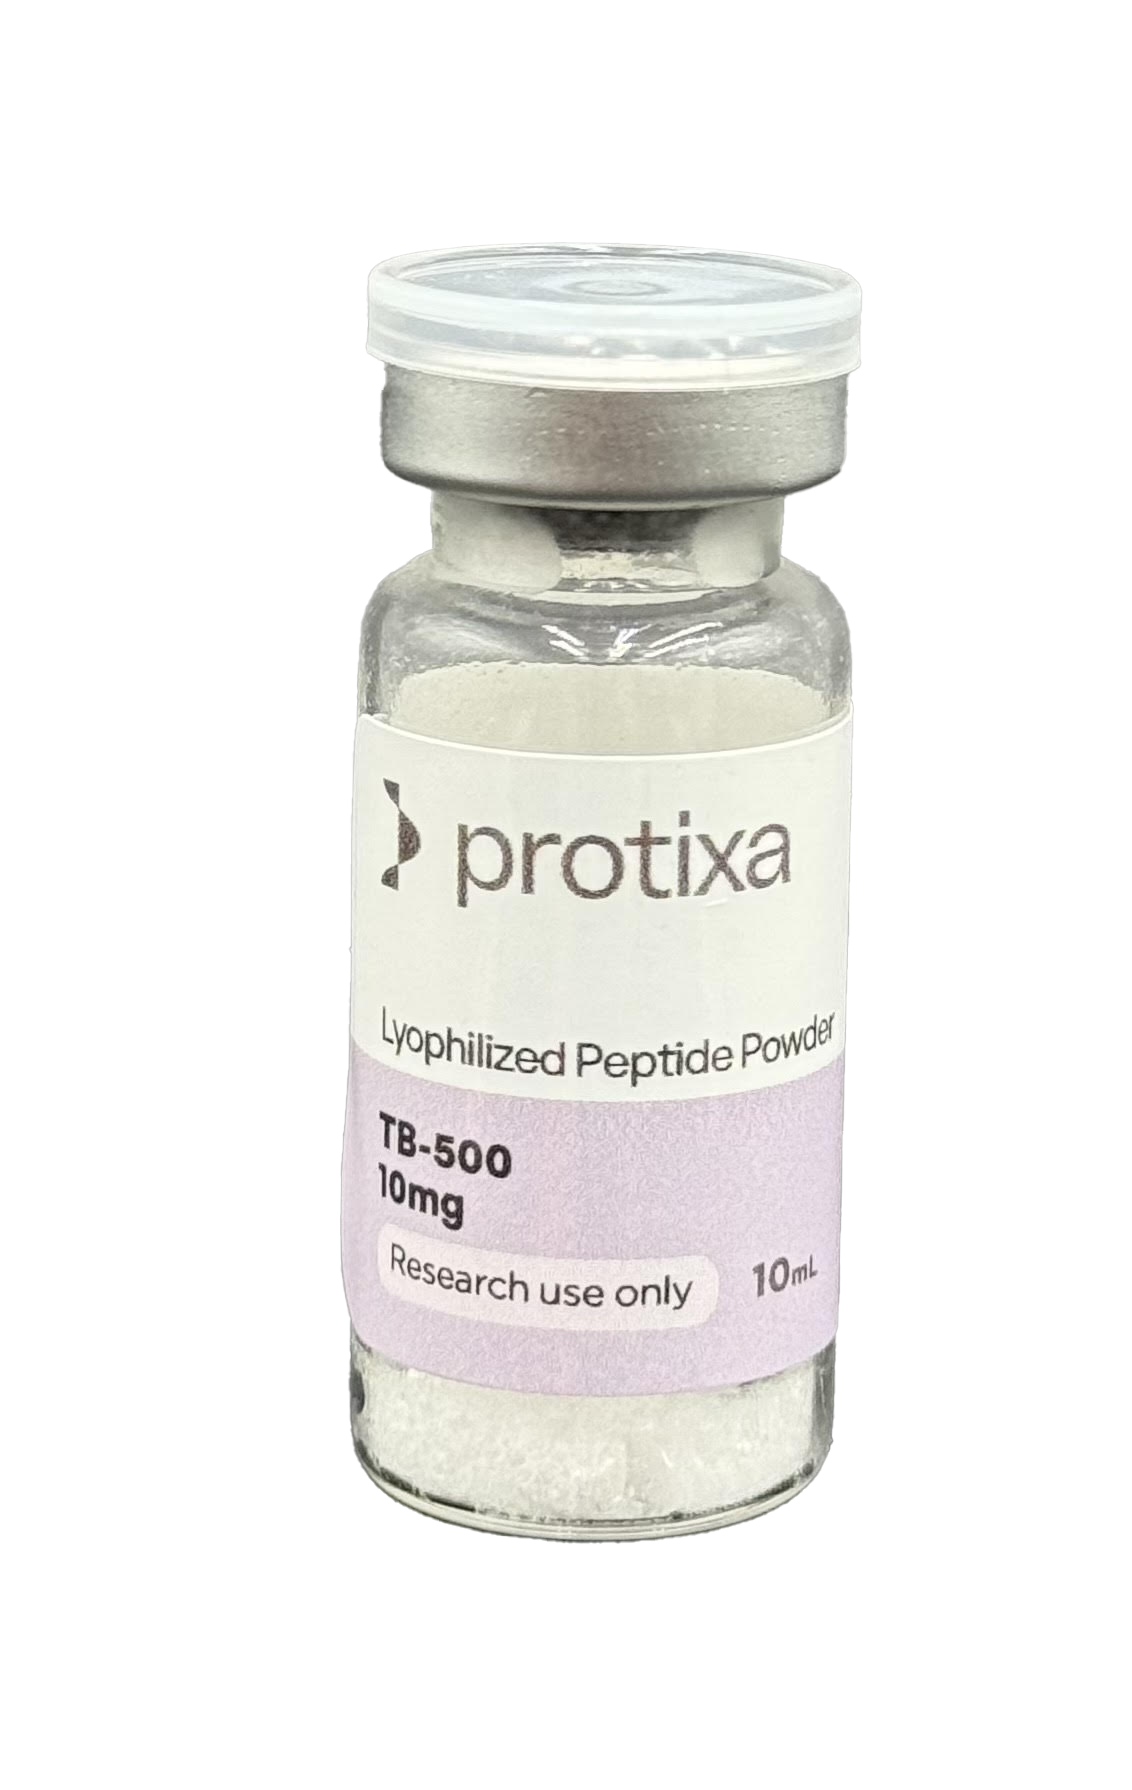 protixa
Lyophilized Peptide Powder
TB-500
10mg
Research use only
10mL